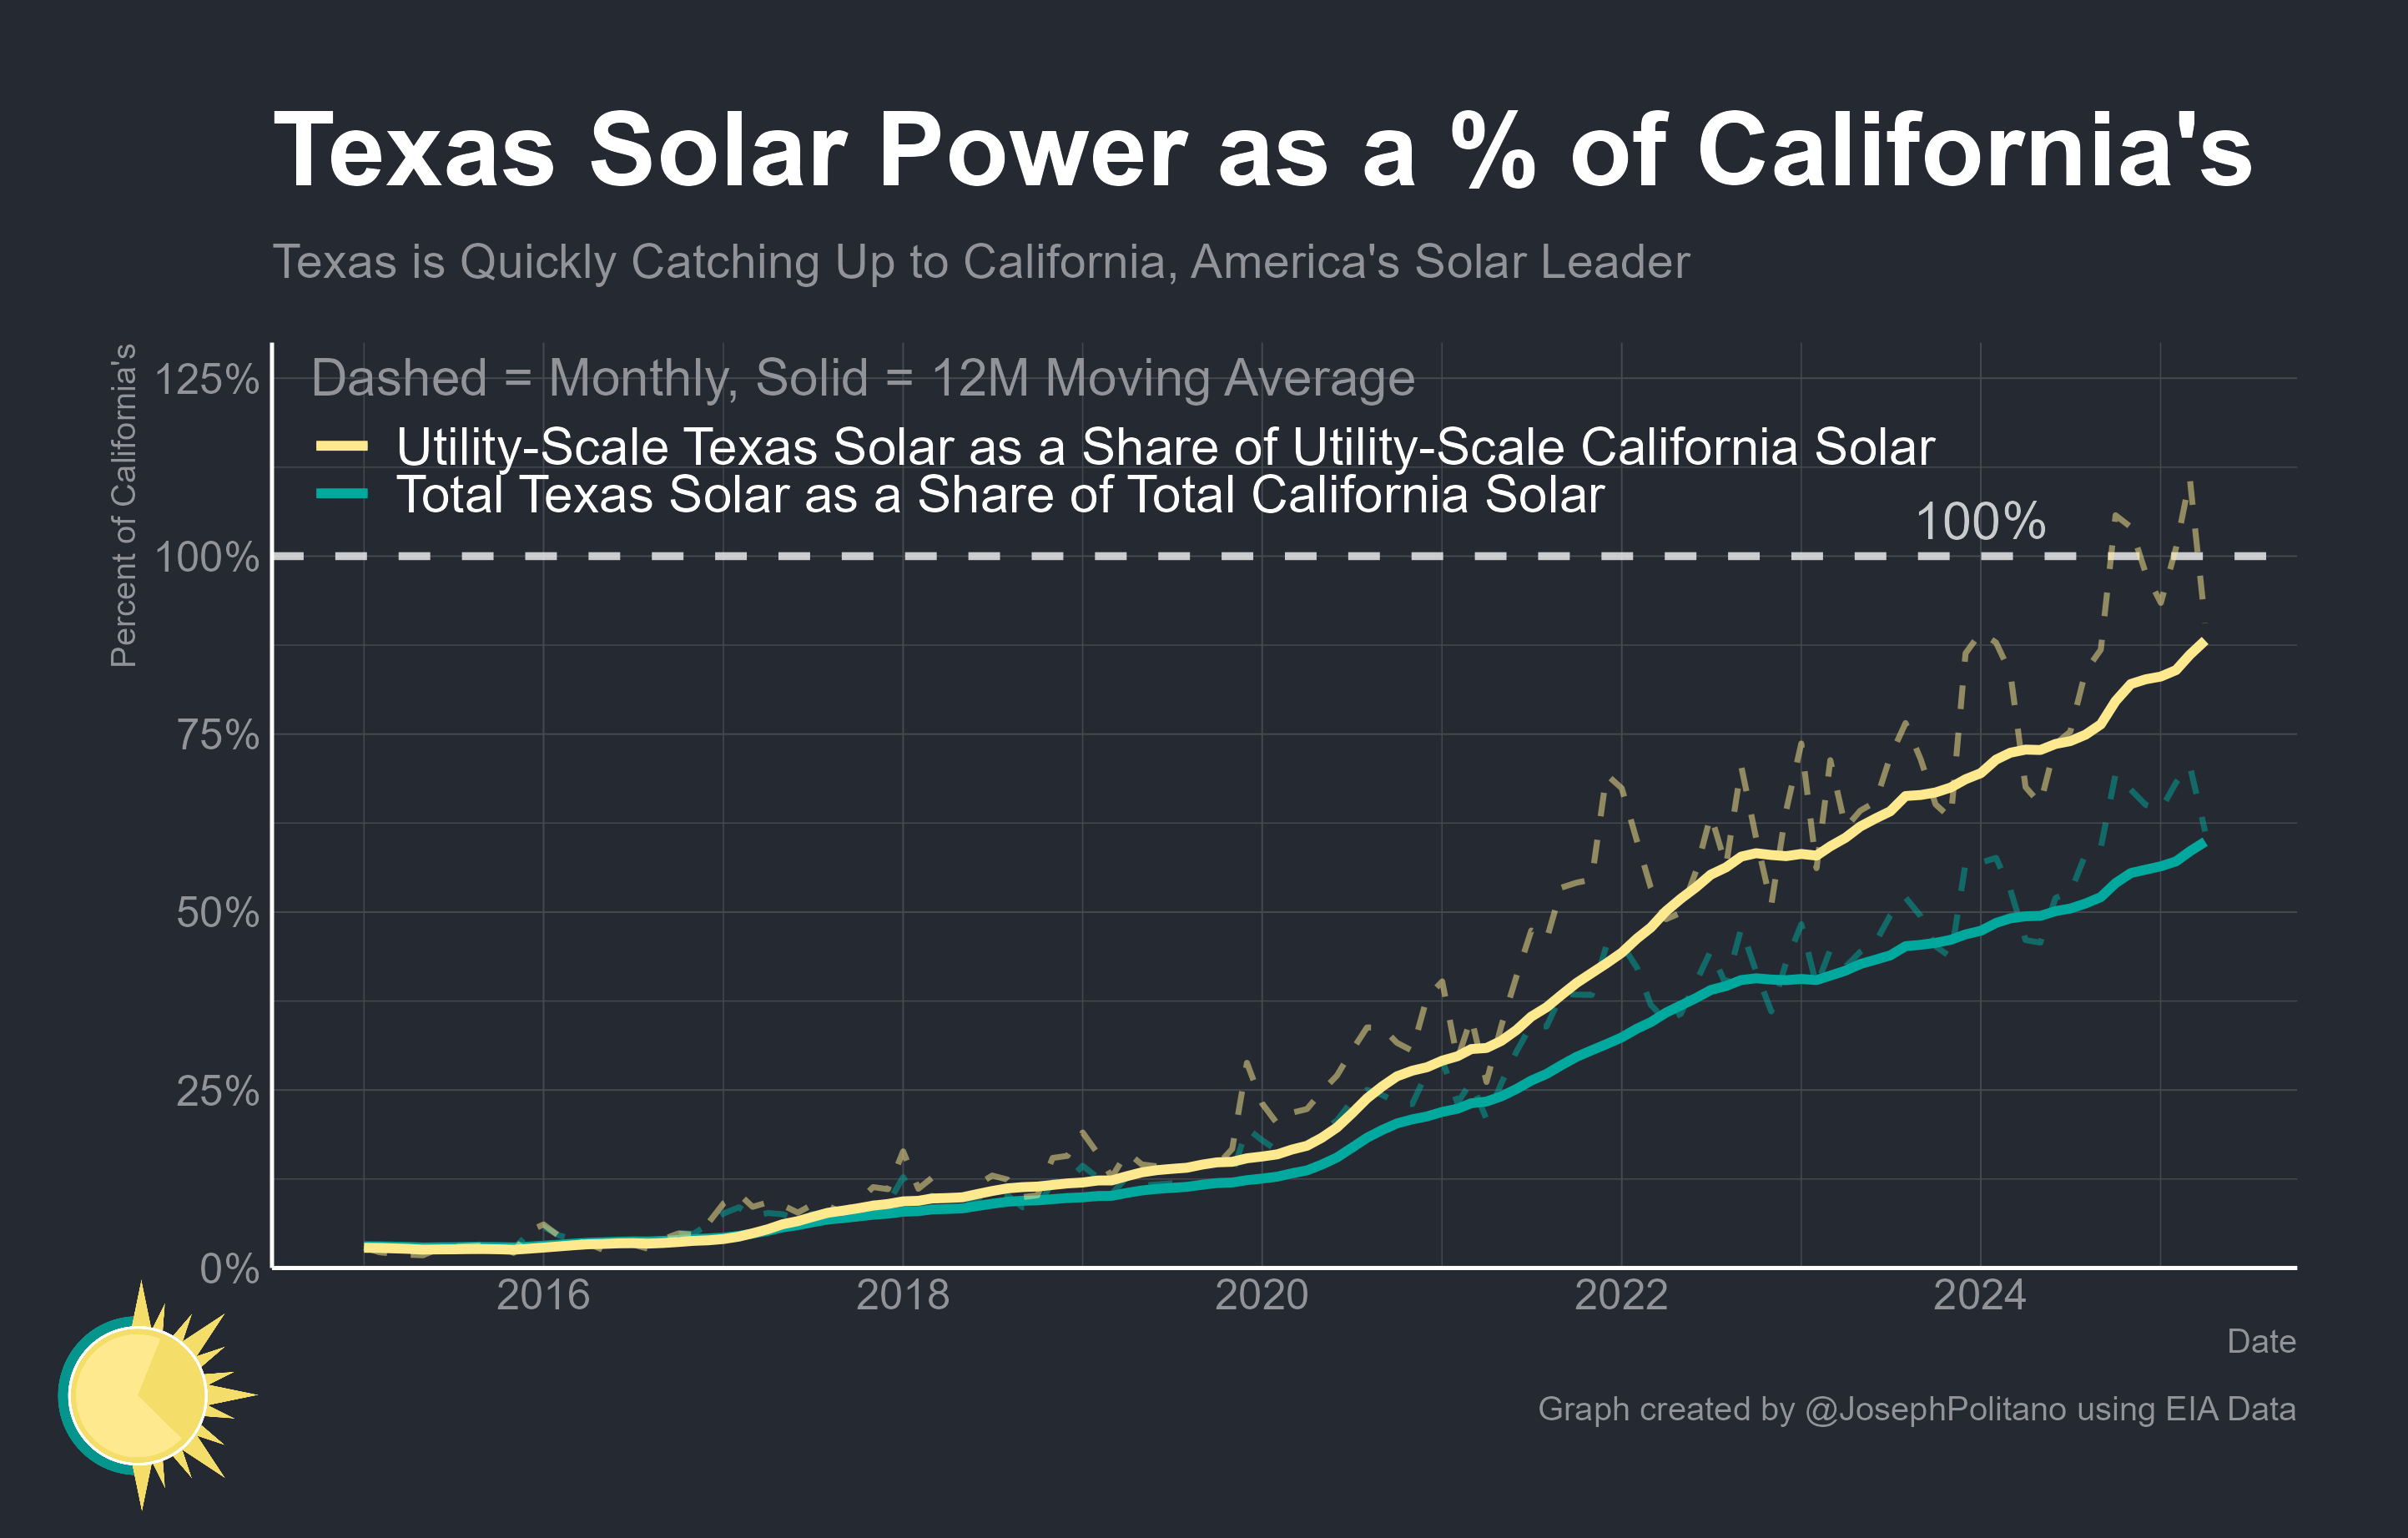 Texas Solar Power as a % of California's
Texas is Quickly Catching Up to California, America's Solar Leader
Percent of California's
125%
100%
75%
50%
25%
0%
Dashed = Monthly, Solid = 12M Moving Average
Utility-Scale Texas Solar as a Share of Utility-Scale California Solar
Total Texas Solar as a Share of Total California Solar
100%
2016
2018
2020
2022
2024
Date
Graph created by @JosephPolitano using EIA Data